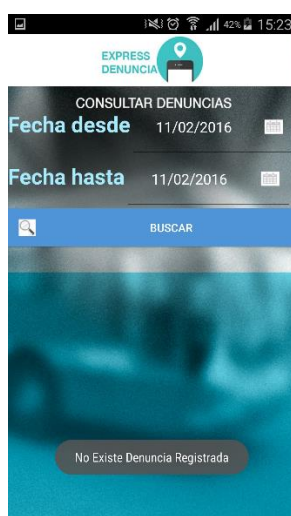 42% 15:23
EXPRESS
DENUNCIA
CONSULTAR DENUNCIAS
Fecha desde 11/02/2016
Fecha hasta 11/02/2016
BUSCAR
No Existe Denuncia Registrada